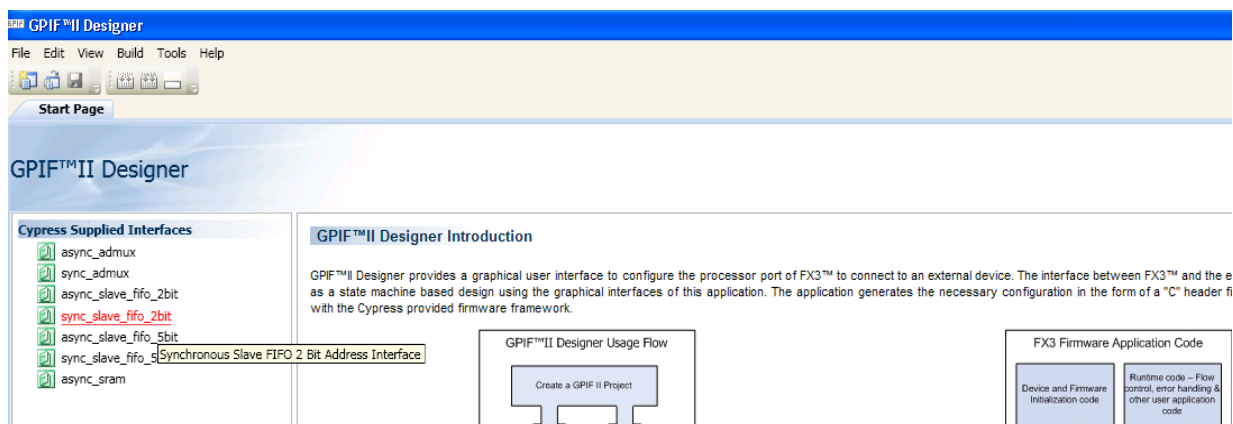 GPIF™II Designer
File Edit View Build Tools Help
Start Page
GPIF™II Designer
Cypress Supplied Interfaces
async_admux
sync_admux
async_slave_fifo_2bit
sync_slave_fifo_2bit
async_slave_fifo_5bit
sync_slave_fifo_5
Synchronous Slave FIFO 2 Bit Address Interface
async_sram
GPIF™II Designer Introduction
GPIF™II Designer provides a graphical user interface to configure the processor port of FX3™ to connect to an external device. The interface between FX3™ and the e
as a state machine based design using the graphical interfaces of this application. The application generates the necessary configuration in the form of a "C" header fi
with the Cypress provided firmware framework.
GPIF™II Designer Usage Flow
Create a GPIF II Project
FX3 Firmware Application Code
Device and Firmware
Initialization code
Runtime code – Flow
control, error handling &
other user application
code